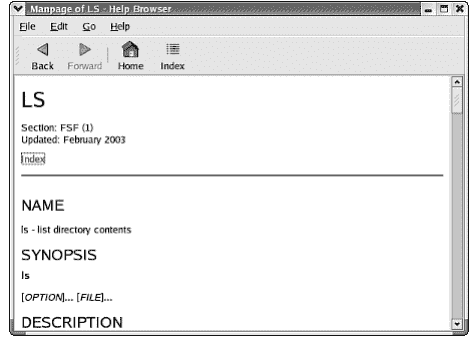 Manpage of LS - Help Browser
File Edit Go Help
Back Forward Home Index
LS
Section: FSF (1)
Updated: February 2003
Index
NAME
ls - list directory contents
SYNOPSIS
ls
[OPTION]... [FILE]...
DESCRIPTION